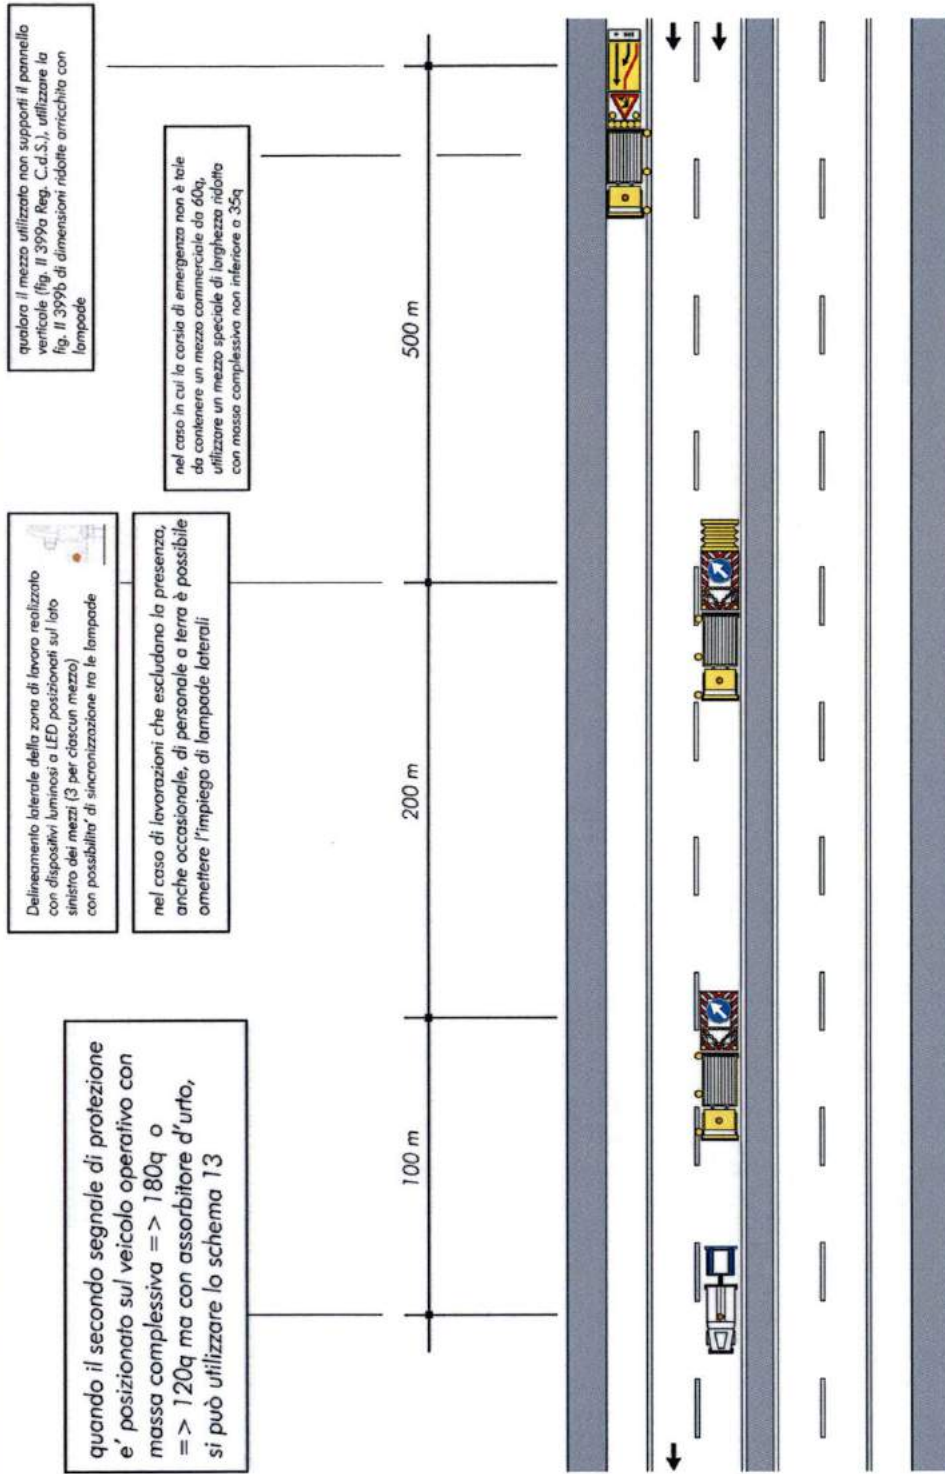 qualora il mezzo utilizzato non supporti il pannello
verticale (fig. II 399a Reg. C.d.S.), utilizzare la
fig. II 399b di dimensioni ridotte arricchita con
lampade
nel caso in cui la corsia di emergenza non è tale
da contenere un mezzo commerciale da 60q,
utilizzare un mezzo speciale di larghezza ridotta
con massa complessiva non inferiore a 35q
500 m
Delineamento laterale della zona di lavoro realizzato
con dispositivi luminosi a LED posizionati sul lato
sinistro dei mezzi (3 per ciascun mezzo)
con possibilita' di sincronizzazione tra le lampade
nel caso di lavorazioni che escludano la presenza,
anche occasionale, di personale a terra è possibile
omettere l'impiego di lampade laterali
200 m
quando il secondo segnale di protezione
e' posizionato sul veicolo operativo con
massa complessiva => 180q o
=> 120q ma con assorbitore d'urto,
si può utilizzare lo schema 13
100 m